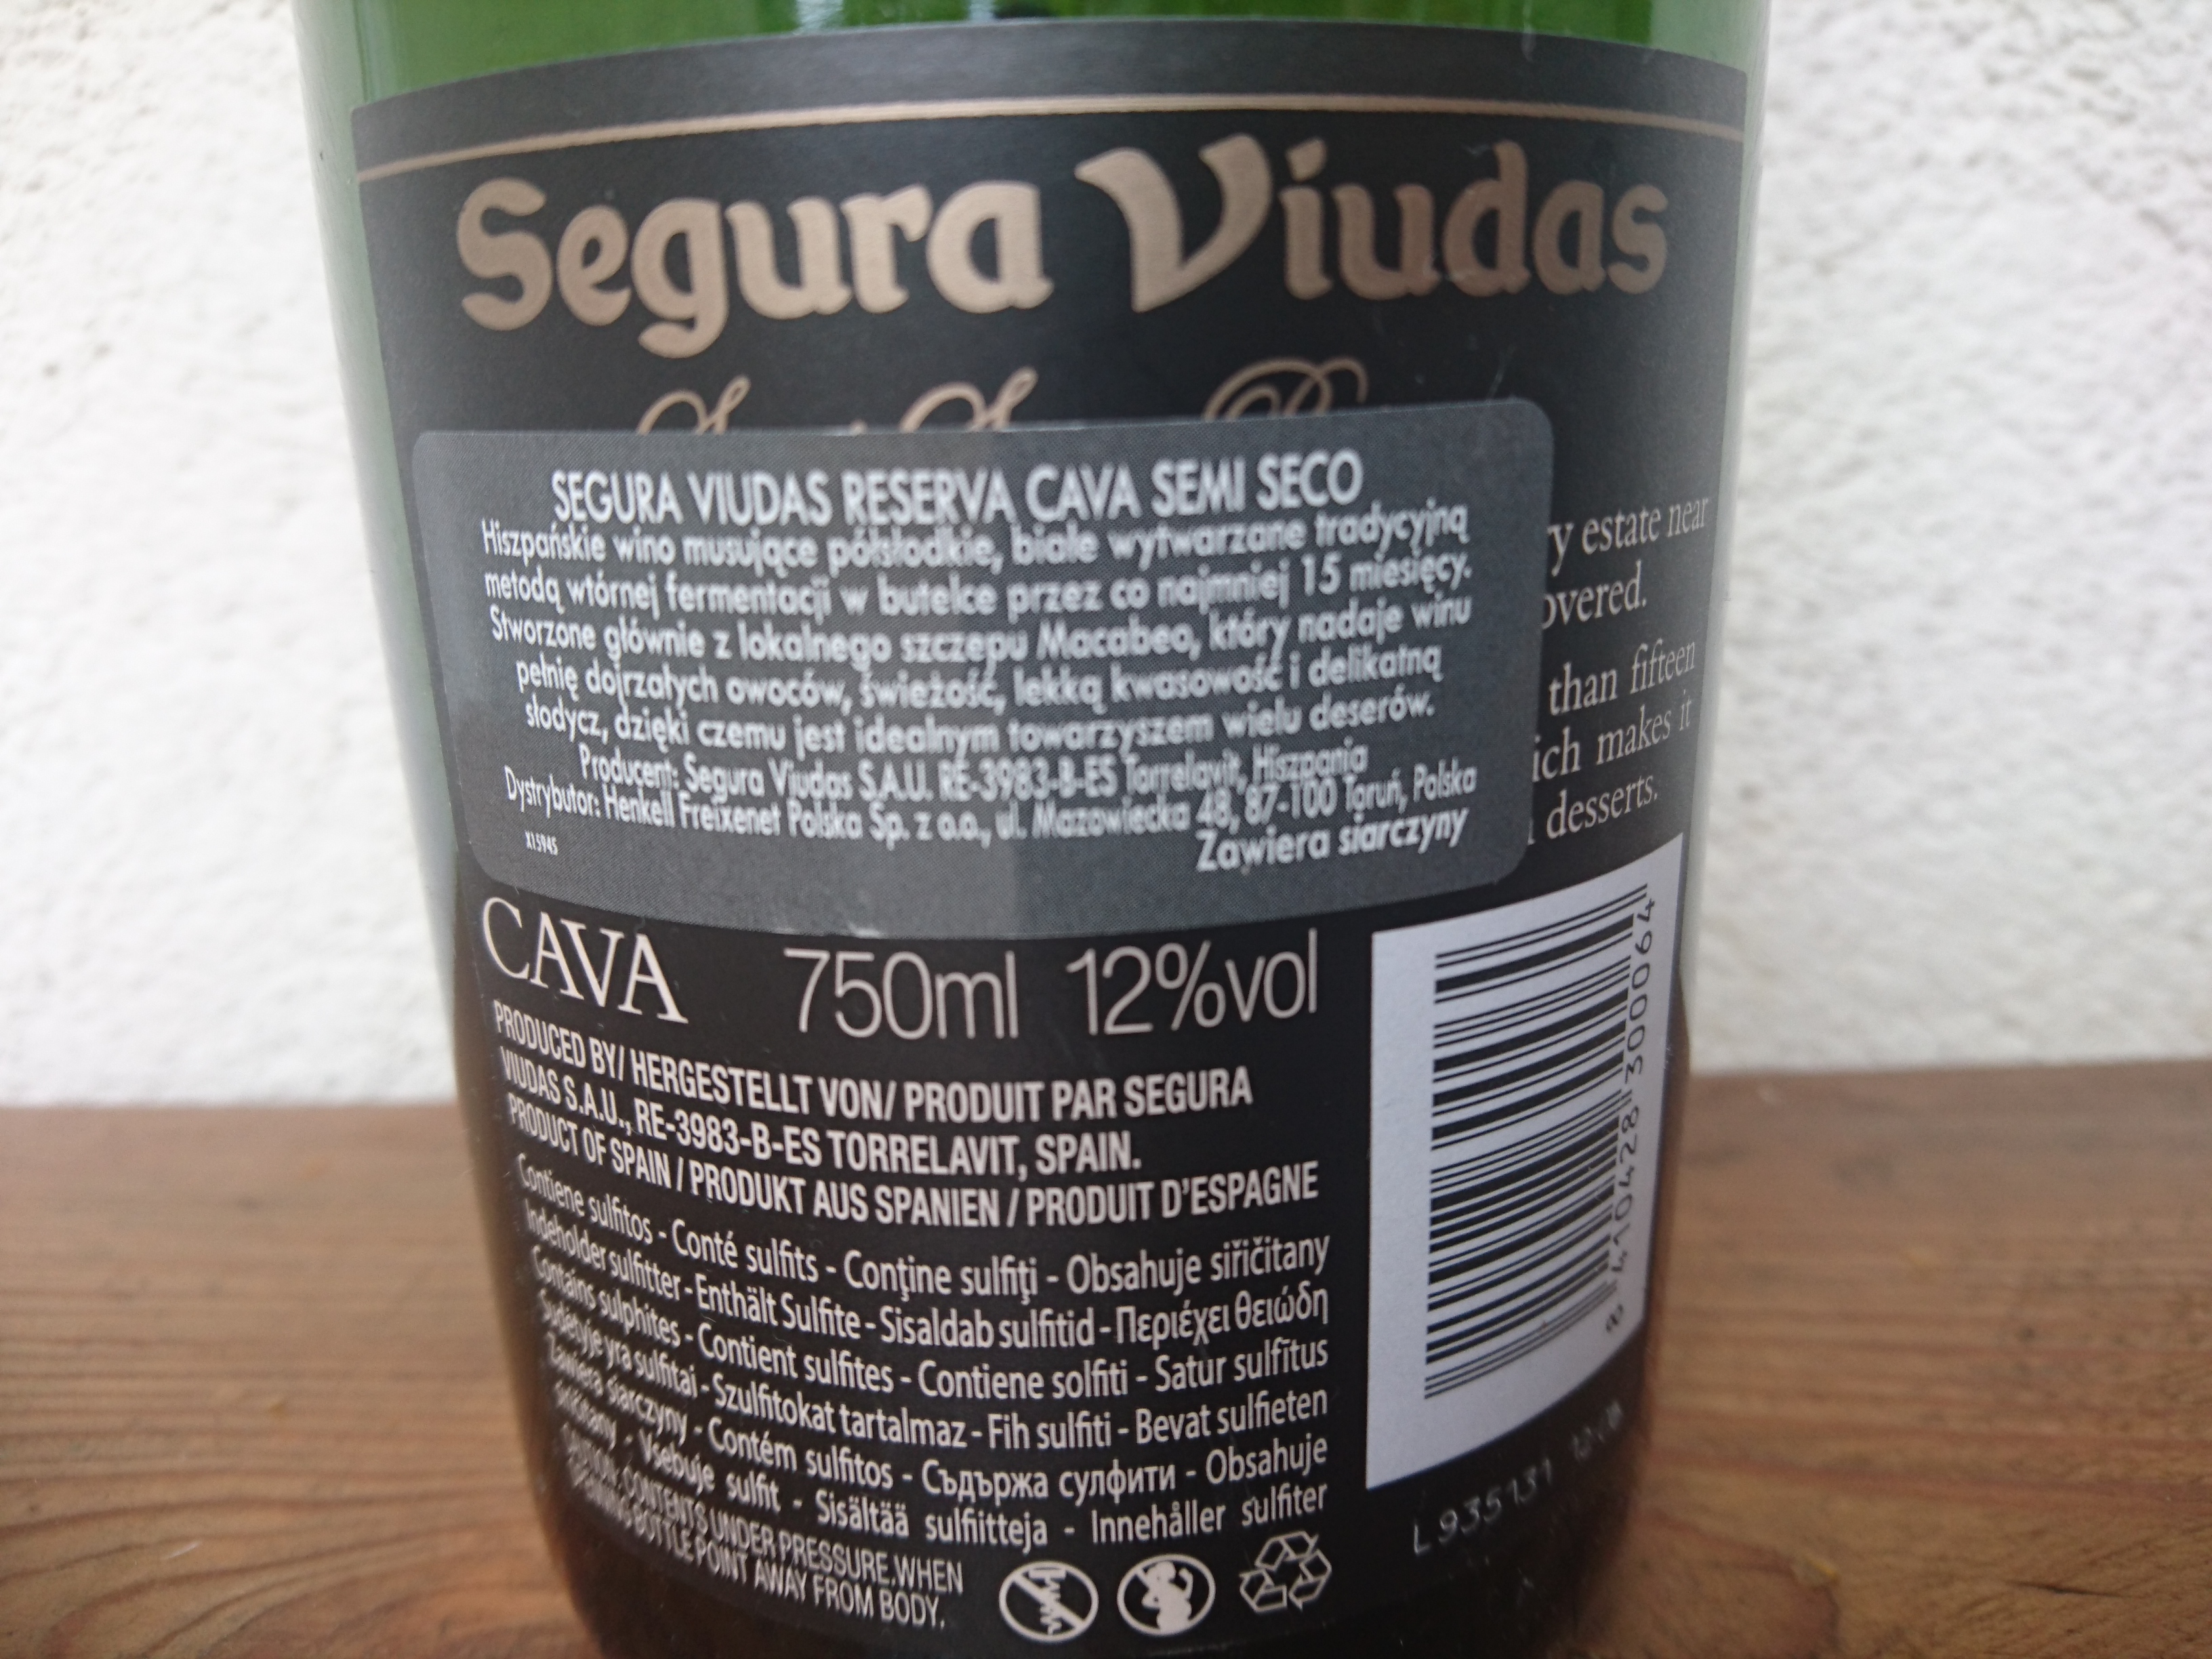 Segura Viudas
SEGURA VIUDAS RESERVA CAVA SEMI SECO
Hiszpańskie wino musujące półsłodkie, białe wytwarzane tradycyjną
metodą wtórnej fermentacji w butelce przez co najmniej 15 miesięcy.
Stworzone głównie z lokalnego szczepu Macabeo, który nadaje winu
pełnię dojrzałych owoców, świeżość, lekką kwasowość i delikatną
słodycz, dzięki czemu jest idealnym towarzyszem wielu deserów.
Producent: Segura Viudas S.A.U. RE-3983-B-ES Torrelavit, Hiszpania
Dystrybutor: Henkell Freixenet Polska Sp. z o.o., ul. Mazowiecka 48, 87-100 Toruń, Polska
X15945
Zawiera siarczyny
estate near
than fifteen
makes it
desserts.
CAVA 750ml 12%vol
PRODUCED BY/ HERGESTELLT VON/ PRODUIT PAR SEGURA
VIUDAS S.A.U., RE-3983-B-ES TORRELAVIT, SPAIN.
PRODUCT OF SPAIN / PRODUKT AUS SPANIEN / PRODUIT D'ESPAGNE
Contiene sulfitos - Conté sulfits - Conţine sulfiţi - Obsahuje siřičitany
Indeholder sulfitter - Enthält Sulfite - Sisaldab sulfitid - Περιέχει θειώδη
Contains sulphites - Contient sulfites - Contiene solfiti - Satur sulfītus
Sudėtyje yra sulfitai - Szulfitokat tartalmaz - Fih sulfiti - Bevat sulfieten
Zawiera siarczyny - Contém sulfitos - Съдържа сулфити - Obsahuje
siričitany - Vsebuje sulfit - Sisältää sulfiitteja - Innehåller sulfiter
CONTENTS UNDER PRESSURE.WHEN
BOTTLE POINT AWAY FROM BODY.
8 410428 300064
L 935131